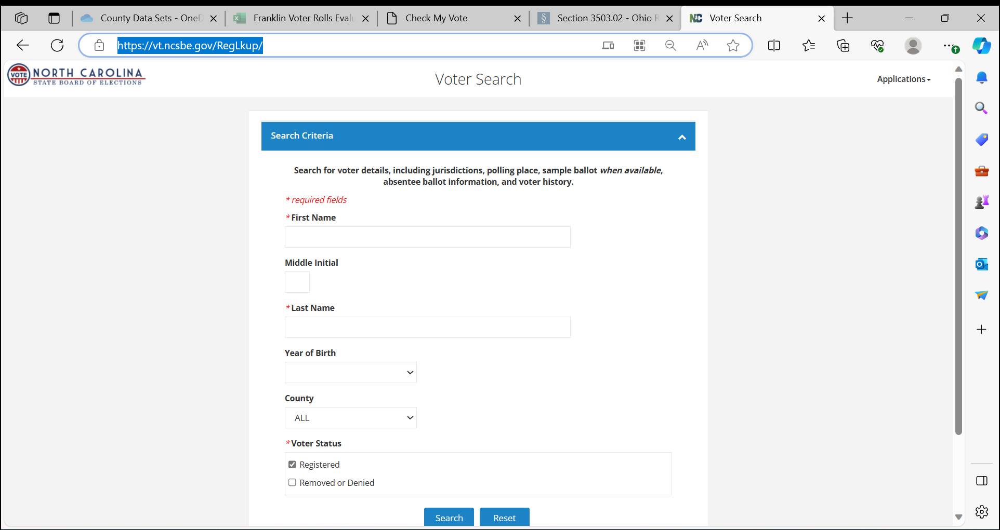 County Data Sets - OneD
Franklin Voter Rolls Evalu
Check My Vote
§ Section 3503.02 - Ohio R
NC Voter Search
https://vt.ncsbe.gov/RegLkup/
VOTE
NORTH CAROLINA
STATE BOARD OF ELECTIONS
Voter Search
Applications
Search Criteria
Search for voter details, including jurisdictions, polling place, sample ballot when available,
absentee ballot information, and voter history.
* required fields
* First Name
Middle Initial
* Last Name
Year of Birth
County
ALL
* Voter Status
Registered
Removed or Denied
Search
Reset